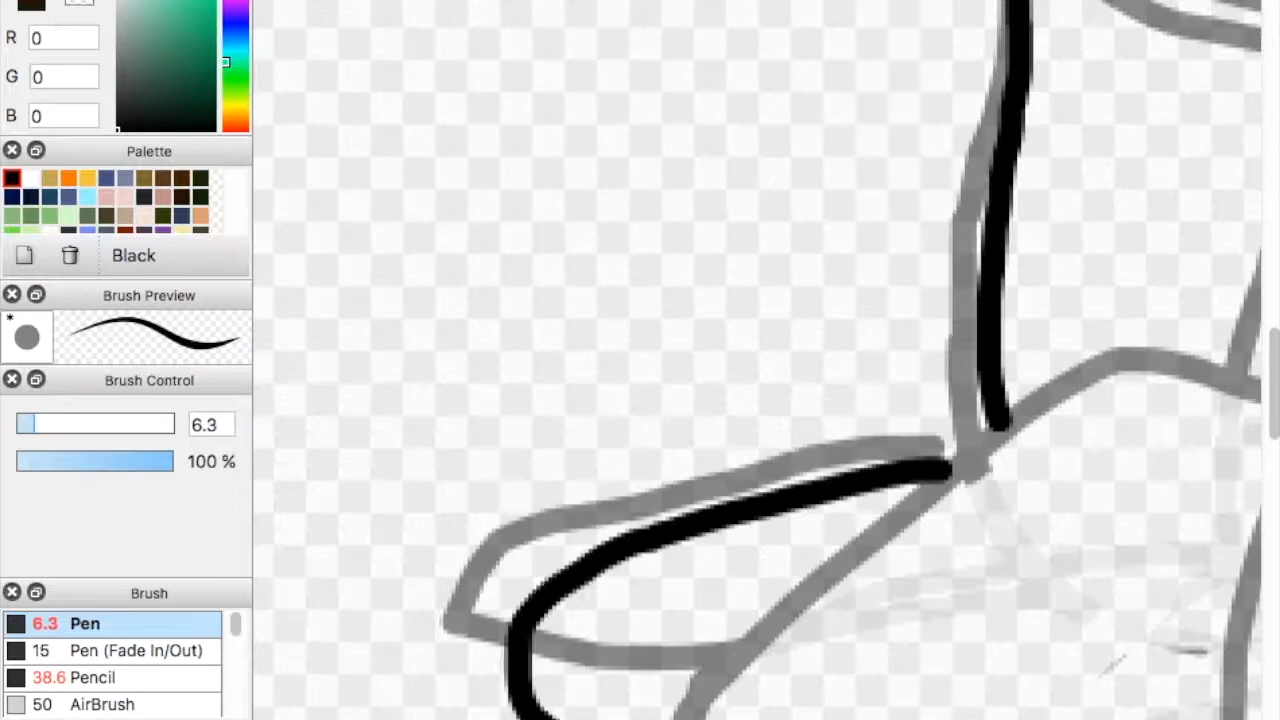 R 0
G 0
B 0
Palette
Black
Brush Preview
*
Brush Control
6.3
100 %
Brush
6.3 Pen
15 Pen (Fade In/Out)
38.6 Pencil
50 AirBrush